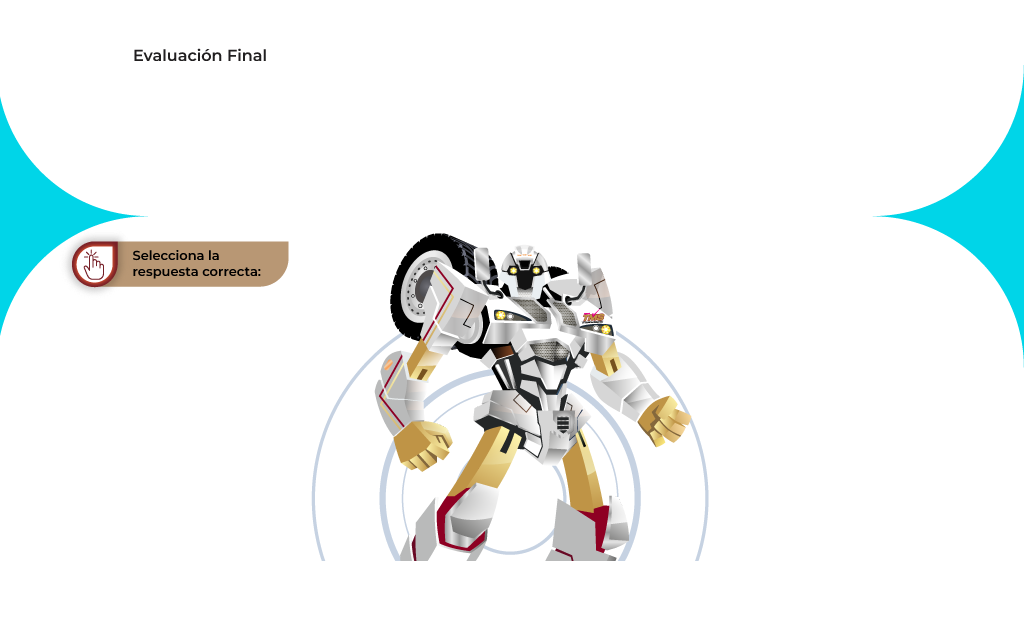 Evaluación Final
Selecciona la
respuesta correcta: